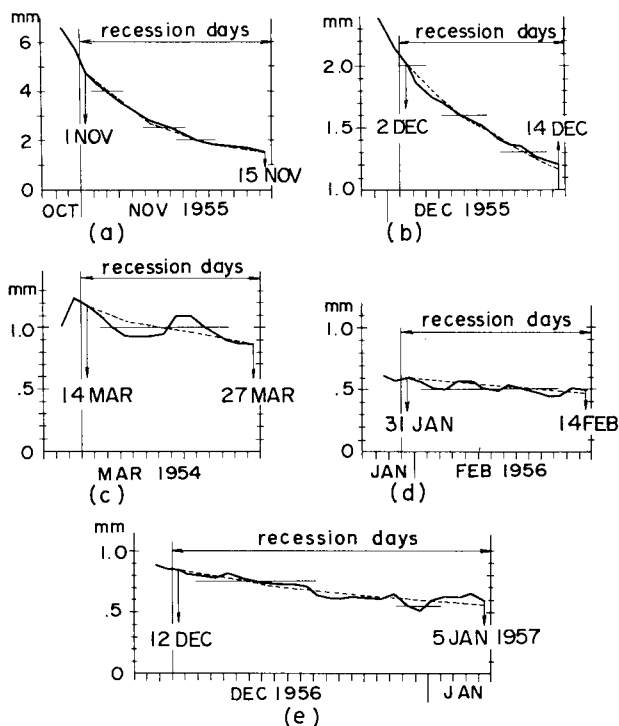 mm
recession days
6
4
2
0
1 NOV
15 NOV
OCT NOV 1955
(a)
mm
recession days
2.0
1.5
1.0
2 DEC
14 DEC
DEC 1955
(b)
mm
recession days
1.0
.5
0
14 MAR
27 MAR
MAR 1954
(c)
mm
recession days
1.0
.5
0
31 JAN
14 FEB
JAN FEB 1956
(d)
mm
recession days
1.0
.5
0
12 DEC
5 JAN 1957
DEC 1956 JAN
(e)